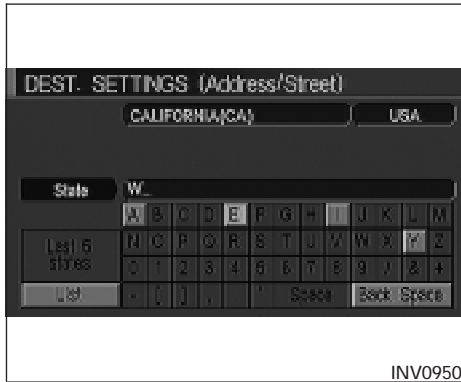 DEST. SETTINGS (Address/Street)
CALIFORNIA(CA) USA
State W_
A B C D E F G H I J K L M
Last 6 states
N O P Q R S T U V W X Y Z
0 1 2 3 4 5 6 7 8 9 / & +
List - ( ) , . ' Space Back Space
INV0950